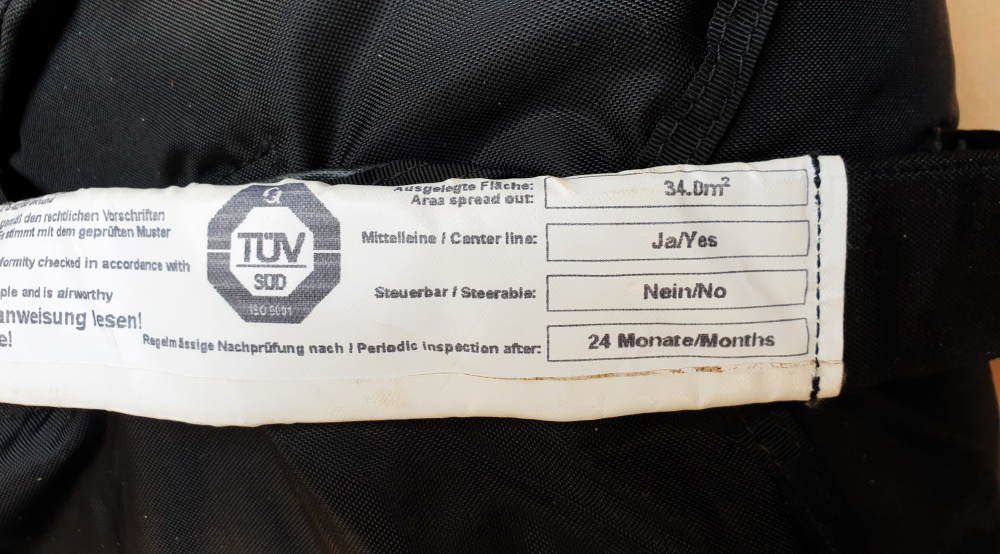 gemäß den rechtlichen Vorschriften
stimmt mit dem geprüften Muster
formity checked in accordance with
ple and is airworthy
anweisung lesen!
e!
TÜV
SÜD
ISO 9001
Ausgelegte Fläche:
Area spread out:
34.0m²
Mittelleine / Center line:
Ja/Yes
Steuerbar / Steerable:
Nein/No
Regelmässige Nachprüfung nach / Periodic inspection after:
24 Monate/Months